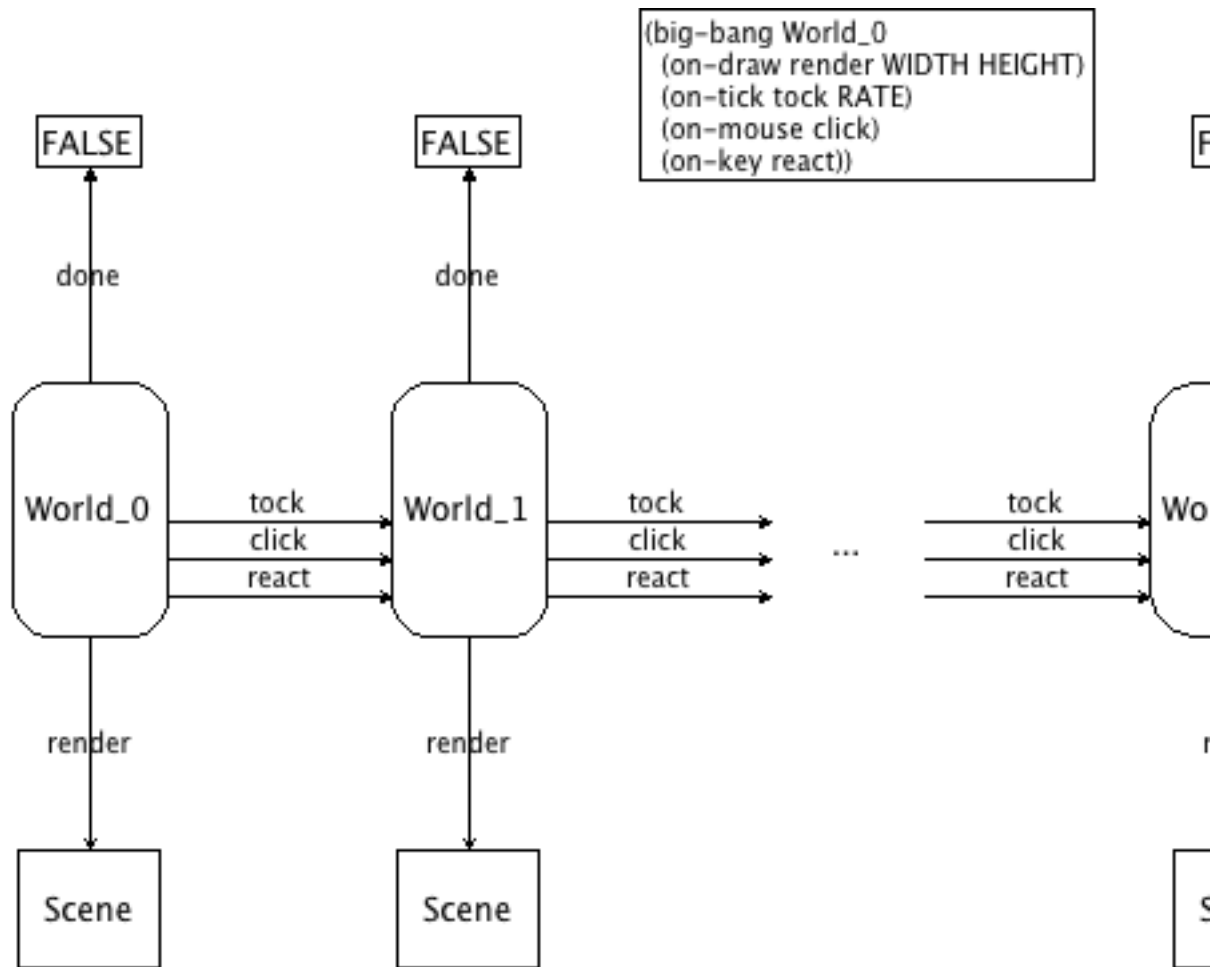 (big-bang World_0
(on-draw render WIDTH HEIGHT)
(on-tick tock RATE)
(on-mouse click)
(on-key react))
FALSE
FALSE
F
done
done
World_0
tock
click
react
World_1
tock
click
react
...
tock
click
react
Wo
render
render
r
Scene
Scene
S